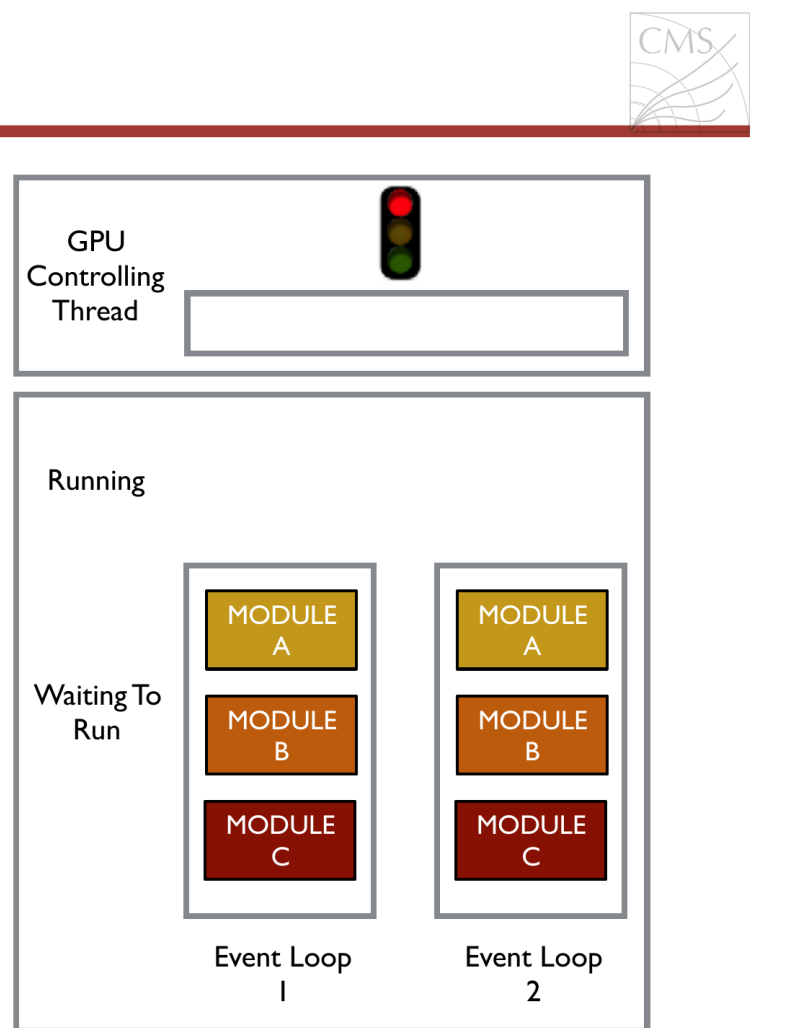 CMS
GPU
Controlling
Thread
Running
MODULE
A
MODULE
A
Waiting To
Run
MODULE
B
MODULE
B
MODULE
C
MODULE
C
Event Loop
1
Event Loop
2